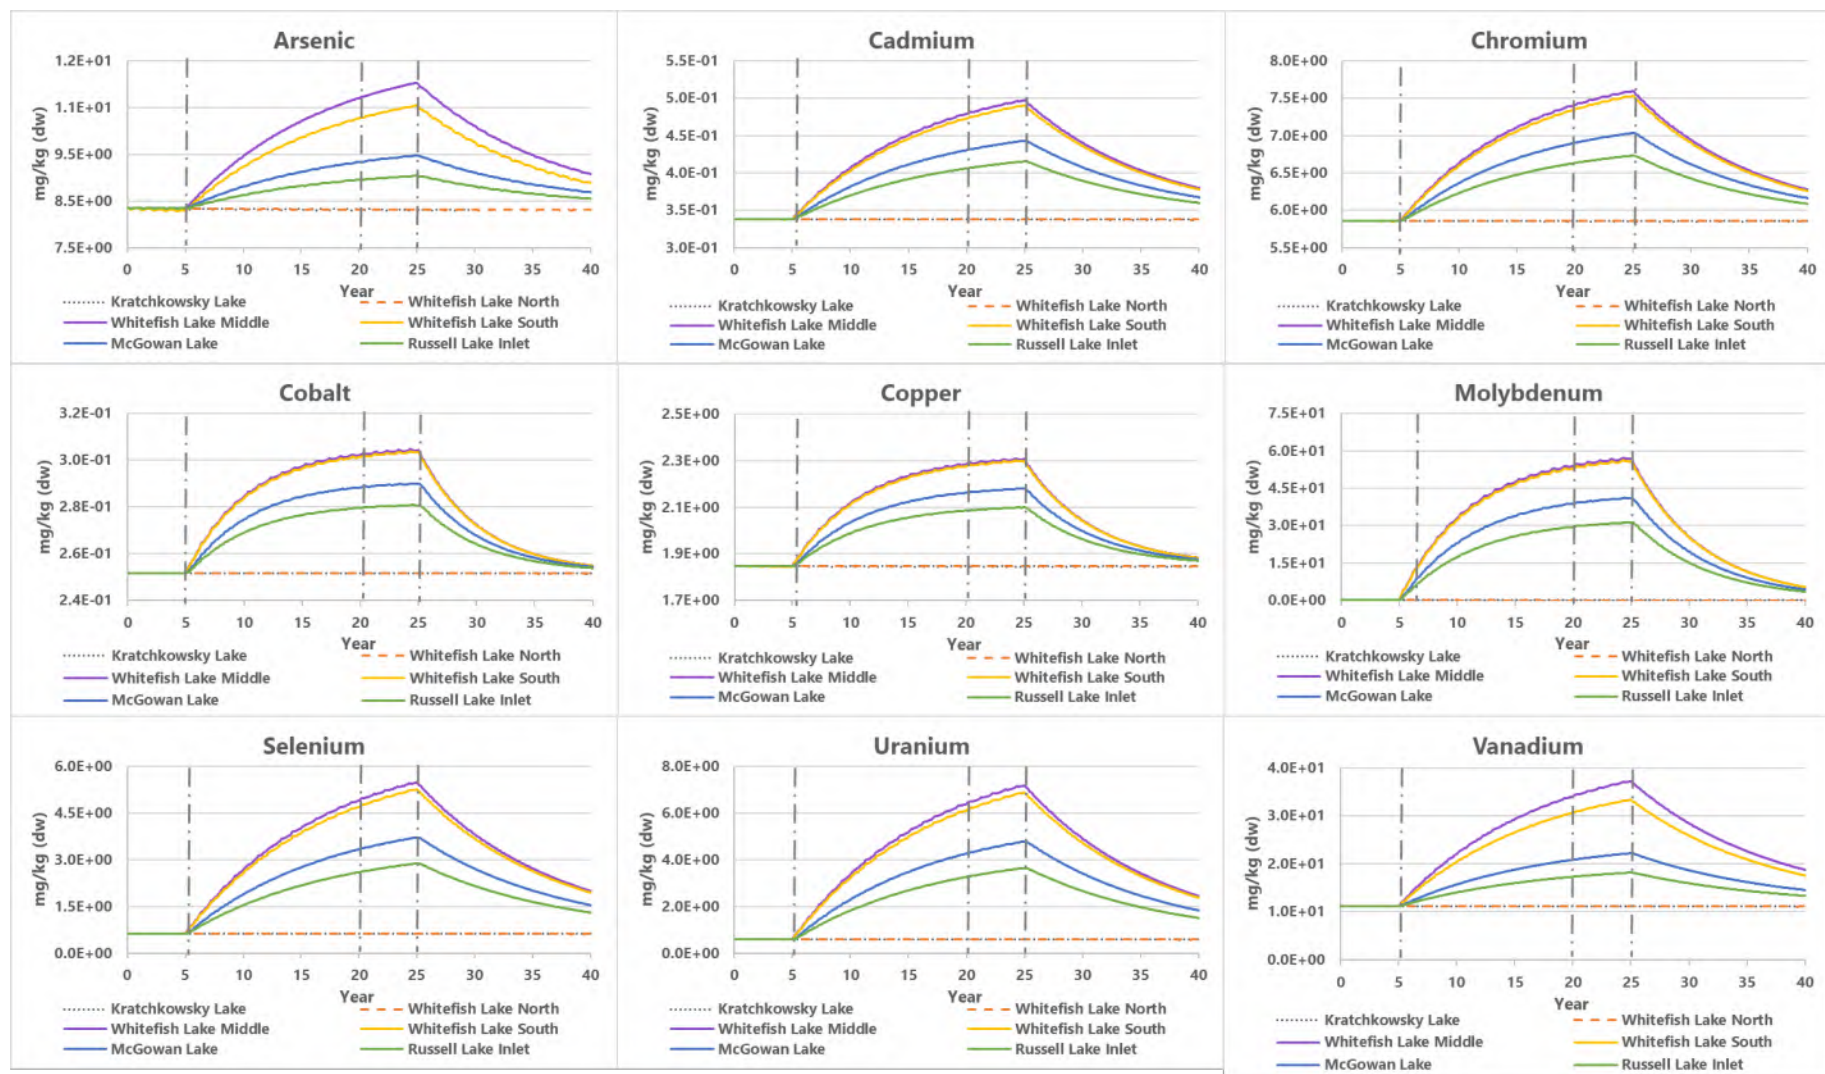 Arsenic
1.2E+01
1.1E+01
9.5E+00
8.5E+00
7.5E+00
mg/kg (dw)
0 5 10 15 20 25 30 35 40
Year
Kratchkowsky Lake Whitefish Lake North
Whitefish Lake Middle Whitefish Lake South
McGowan Lake Russell Lake Inlet
Cadmium
5.5E-01
5.0E-01
4.5E-01
4.0E-01
3.5E-01
3.0E-01
mg/kg (dw)
0 5 10 15 20 25 30 35 40
Year
Kratchkowsky Lake Whitefish Lake North
Whitefish Lake Middle Whitefish Lake South
McGowan Lake Russell Lake Inlet
Chromium
8.0E+00
7.5E+00
7.0E+00
6.5E+00
6.0E+00
5.5E+00
mg/kg (dw)
0 5 10 15 20 25 30 35 40
Year
Kratchkowsky Lake Whitefish Lake North
Whitefish Lake Middle Whitefish Lake South
McGowan Lake Russell Lake Inlet
Cobalt
3.2E-01
3.0E-01
2.8E-01
2.6E-01
2.4E-01
mg/kg (dw)
0 5 10 15 20 25 30 35 40
Year
Kratchkowsky Lake Whitefish Lake North
Whitefish Lake Middle Whitefish Lake South
McGowan Lake Russell Lake Inlet
Copper
2.5E+00
2.3E+00
2.1E+00
1.9E+00
1.7E+00
mg/kg (dw)
0 5 10 15 20 25 30 35 40
Year
Kratchkowsky Lake Whitefish Lake North
Whitefish Lake Middle Whitefish Lake South
McGowan Lake Russell Lake Inlet
Molybdenum
7.5E+01
6.0E+01
4.5E+01
3.0E+01
1.5E+01
0.0E+00
mg/kg (dw)
0 5 10 15 20 25 30 35 40
Year
Kratchkowsky Lake Whitefish Lake North
Whitefish Lake Middle Whitefish Lake South
McGowan Lake Russell Lake Inlet
Selenium
6.0E+00
4.5E+00
3.0E+00
1.5E+00
0.0E+00
mg/kg (dw)
0 5 10 15 20 25 30 35 40
Year
Kratchkowsky Lake Whitefish Lake North
Whitefish Lake Middle Whitefish Lake South
McGowan Lake Russell Lake Inlet
Uranium
8.0E+00
6.0E+00
4.0E+00
2.0E+00
0.0E+00
mg/kg (dw)
0 5 10 15 20 25 30 35 40
Year
Kratchkowsky Lake Whitefish Lake North
Whitefish Lake Middle Whitefish Lake South
McGowan Lake Russell Lake Inlet
Vanadium
4.0E+01
3.0E+01
2.0E+01
1.0E+01
0.0E+00
mg/kg (dw)
0 5 10 15 20 25 30 35 40
Year
Kratchkowsky Lake Whitefish Lake North
Whitefish Lake Middle Whitefish Lake South
McGowan Lake Russell Lake Inlet